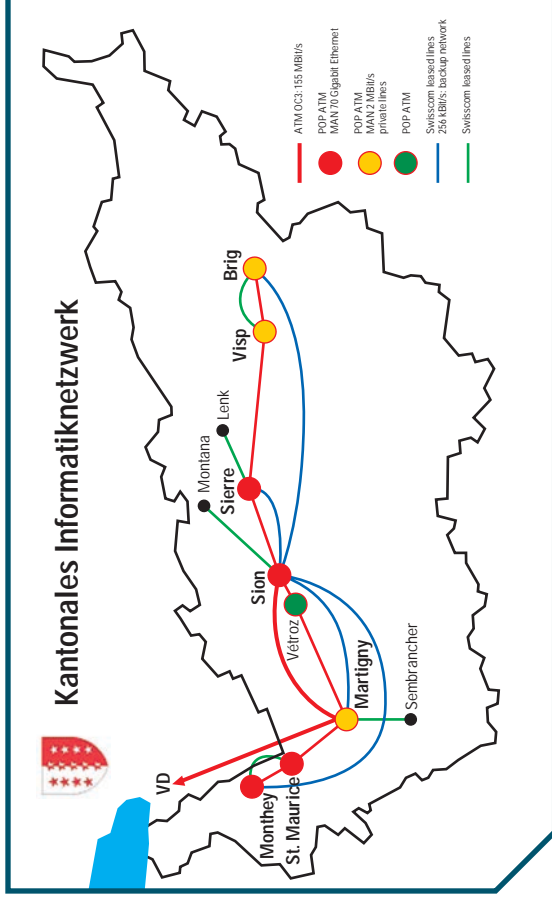 Kantonales Informatiknetzwerk
VD
Monthey
St. Maurice
Martigny
Sembrancher
Vétroz
Sion
Montana
Sierre
Lenk
Visp
Brig
ATM OC3:155 MBit/s
POP ATM
MAN 70 Gigabit Ethernet
POP ATM
MAN 2 MBit/s
private lines
POP ATM
Swisscom leased lines
256 kBit/s: backup network
Swisscom leased lines